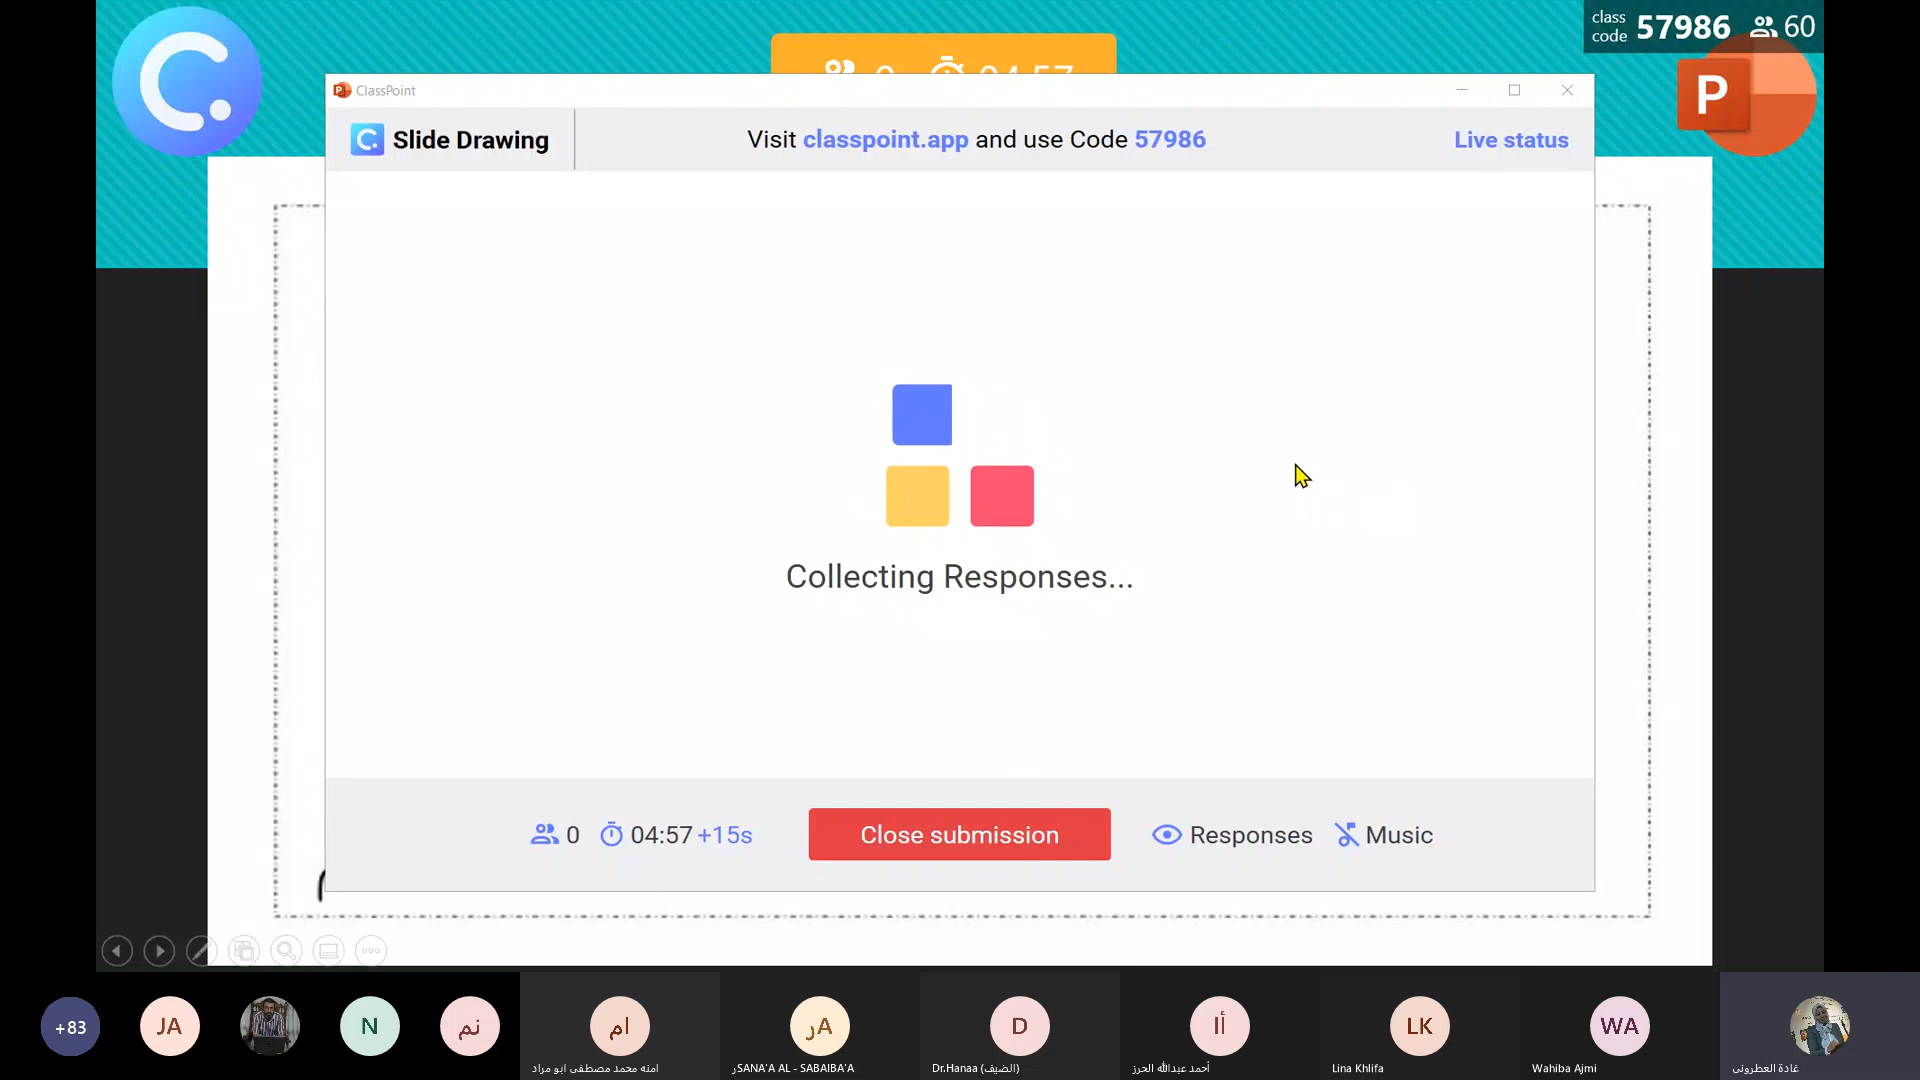 class
code 57986 60
ClassPoint
Slide Drawing
Visit classpoint.app and use Code 57986
Live status
Collecting Responses...
0 04:57 +15s
Close submission
Responses
Music
+83
JA
N
نم
ام
رA
D
أا
LK
WA
امنه محمد مصطفى ابو مراد
رSANA'A AL - SABAIBA'A
Dr.Hanaa (الضيف)
أحمد عبدالله الحرز
Lina Khlifa
Wahiba Ajmi
غادة العطرونى